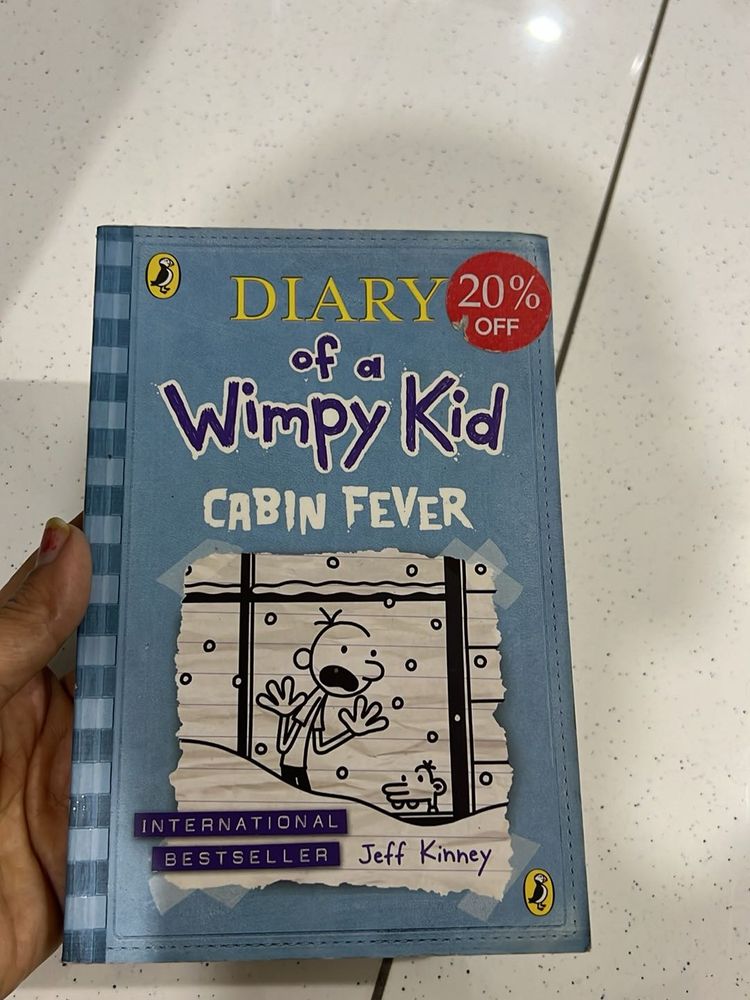 DIARY
20%
OFF
of a
Wimpy Kid
CABIN FEVER
INTERNATIONAL
BESTSELLER
Jeff Kinney